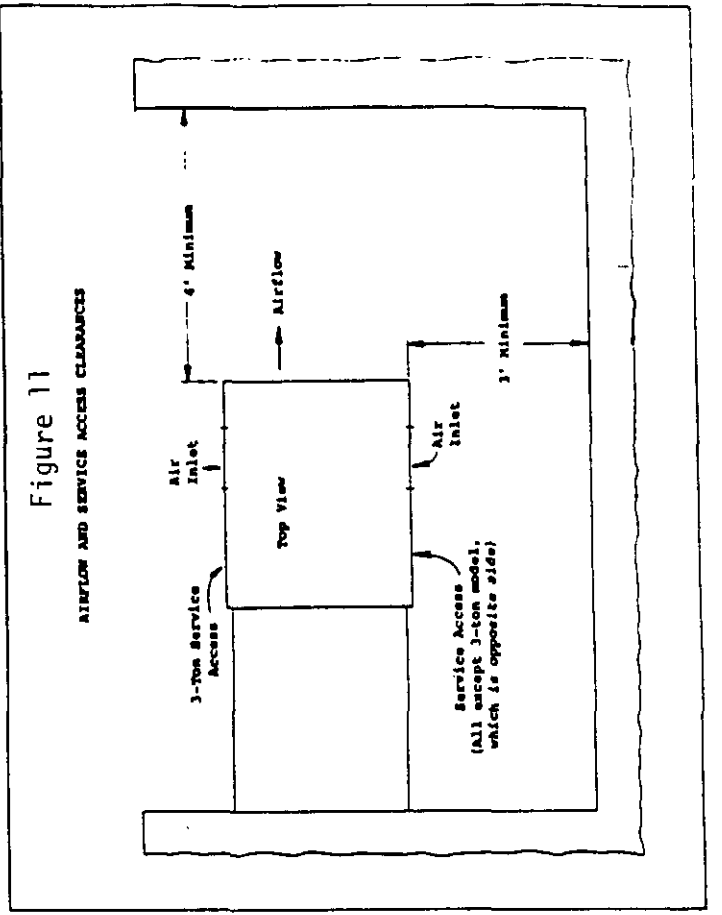 Figure 11
AIRFLOW AND SERVICE ACCESS CLEARANCES
3-Ton Service
Access
Air
Inlet
4' Minimum
Airflow
Top View
Air
Inlet
3' Minimum
Service Access
(All except 3-ton model,
which is opposite side)